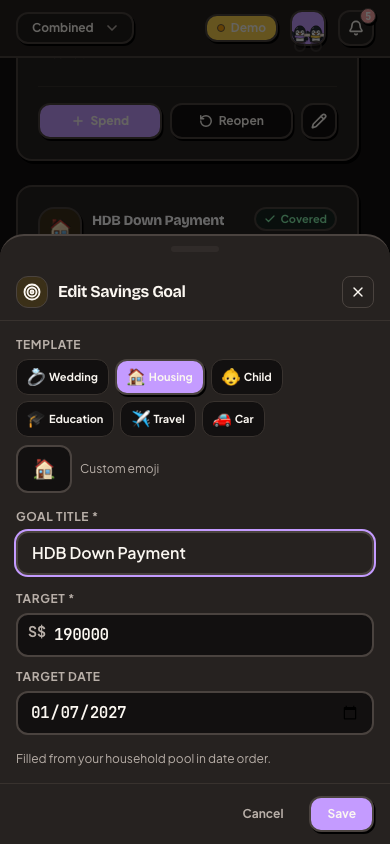 Combined
Demo
5
Spend
Reopen
HDB Down Payment
Covered
Edit Savings Goal
TEMPLATE
Wedding
Housing
Child
Education
Travel
Car
Custom emoji
GOAL TITLE *
HDB Down Payment
TARGET *
S$ 190000
TARGET DATE
01/07/2027
Filled from your household pool in date order.
Cancel
Save